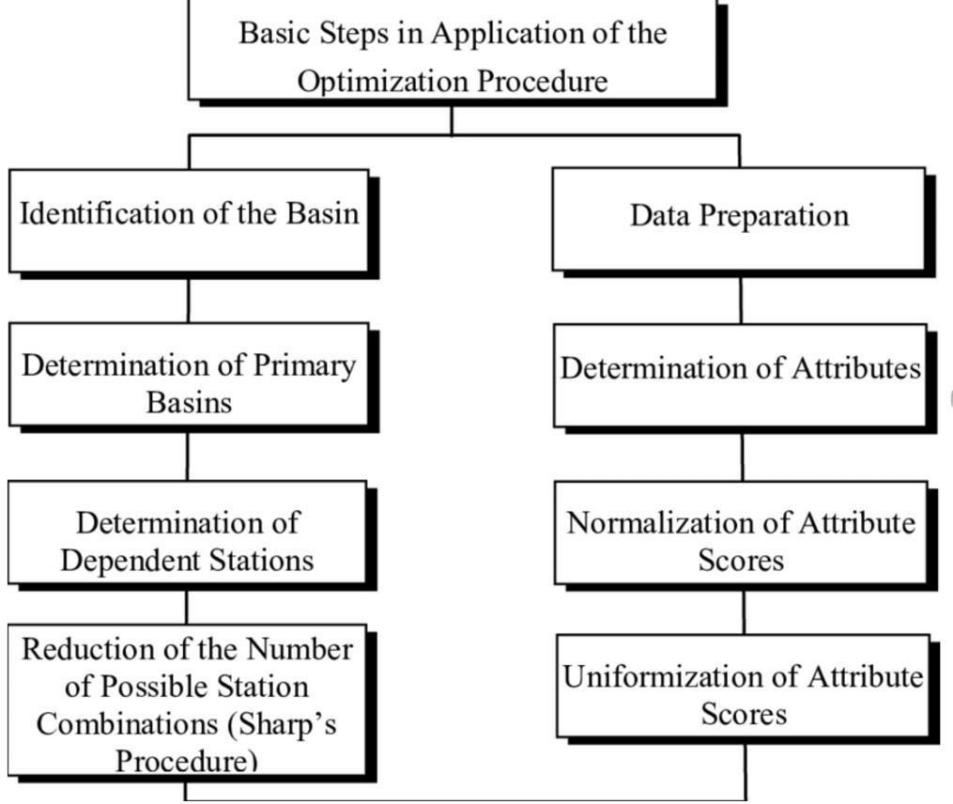 Basic Steps in Application of the
Optimization Procedure
Identification of the Basin
Data Preparation
Determination of Primary
Basins
Determination of Attributes
Determination of
Dependent Stations
Normalization of Attribute
Scores
Reduction of the Number
of Possible Station
Combinations (Sharp’s
Procedure)
Uniformization of Attribute
Scores